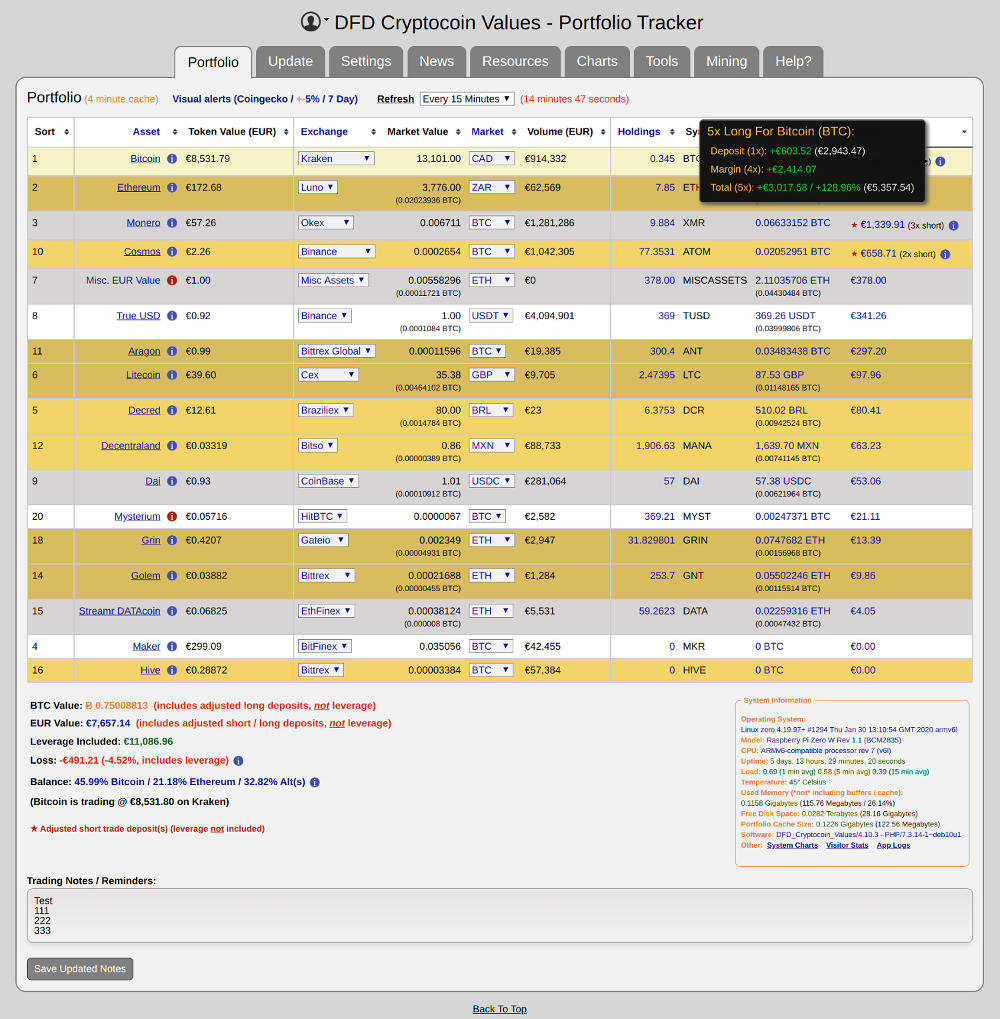 DFD Cryptocoin Values - Portfolio Tracker
Portfolio Update Settings News Resources Charts Tools Mining Help?
Portfolio (4 minute cache) Visual alerts (Coingecko / +-5% / 7 Day) Refresh Every 15 Minutes (14 minutes 47 seconds)
Sort Asset Token Value (EUR) Exchange Market Value Market Volume (EUR) Holdings
5x Long For Bitcoin (BTC):
Deposit (1x): +€603.52 (€2,943.47)
Margin (4x): +€2,414.07
Total (5x): +€3,017.58 / +128.96% (€5,357.54)
1 Bitcoin €8,531.79 Kraken 13,101.00 CAD €914,332 0.345
2 Ethereum €172.68 Luno 3,776.00 ZAR €62,569 7.85
(0.02023936 BTC)
3 Monero €57.26 Okex 0.006711 BTC €1,281,286 9.884 XMR 0.06633152 BTC ★ €1,339.91 (3x short)
10 Cosmos €2.26 Binance 0.0002654 BTC €1,042,305 77.3531 ATOM 0.02052951 BTC ★ €658.71 (2x short)
7 Misc. EUR Value €1.00 Misc Assets 0.00558296 ETH €0 378.00 MISCASSETS 2.11035706 ETH €378.00
(0.00011721 BTC) (0.04430484 BTC)
8 True USD €0.92 Binance 1.00 USDT €4,094,901 369 TUSD 369.26 USDT €341.26
(0.0001084 BTC) (0.03999806 BTC)
11 Aragon €0.99 Bittrex Global 0.00011596 BTC €19,385 300.4 ANT 0.03483438 BTC €297.20
6 Litecoin €39.60 Cex 35.38 GBP €9,705 2.47395 LTC 87.53 GBP €97.96
(0.00464102 BTC) (0.01148165 BTC)
5 Decred €12.61 Braziliex 80.00 BRL €23 6.3753 DCR 510.02 BRL €80.41
(0.0014784 BTC) (0.00942524 BTC)
12 Decentraland €0.03319 Bitso 0.86 MXN €88,733 1,906.63 MANA 1,639.70 MXN €63.23
(0.00000389 BTC) (0.00741145 BTC)
9 Dai €0.93 CoinBase 1.01 USDC €281,064 57 DAI 57.38 USDC €53.06
(0.00010912 BTC) (0.00621964 BTC)
20 Mysterium €0.05716 HitBTC 0.0000067 BTC €2,582 369.21 MYST 0.00247371 BTC €21.11
18 Grin €0.4207 Gateio 0.002349 ETH €2,947 31.829801 GRIN 0.0747682 ETH €13.39
(0.00004931 BTC) (0.00156968 BTC)
14 Golem €0.03882 Bittrex 0.00021688 ETH €1,284 253.7 GNT 0.05502246 ETH €9.86
(0.00000455 BTC) (0.00115514 BTC)
15 Streamr DATAcoin €0.06825 EthFinex 0.00038124 ETH €5,531 59.2623 DATA 0.02259316 ETH €4.05
(0.000008 BTC) (0.00047432 BTC)
4 Maker €299.09 BitFinex 0.035056 BTC €42,455 0 MKR 0 BTC €0.00
16 Hive €0.28872 Bittrex 0.00003384 BTC €57,384 0 HIVE 0 BTC €0.00
BTC Value: Ƀ 0.75008813 (includes adjusted long deposits, not leverage)
EUR Value: €7,657.14 (includes adjusted short / long deposits, not leverage)
Leverage Included: €11,086.96
Loss: -€491.21 (-4.52%, includes leverage)
Balance: 45.99% Bitcoin / 21.18% Ethereum / 32.82% Alt(s)
(Bitcoin is trading @ €8,531.80 on Kraken)
★ Adjusted short trade deposit(s) (leverage not included)
System Information
Operating System:
Linux zero 4.19.97+ #1294 Thu Jan 30 13:10:54 GMT 2020 armv6l
Model: Raspberry Pi Zero W Rev 1.1 (BCM2835)
CPU: ARMv6-compatible processor rev 7 (v6l)
Uptime: 5 days, 13 hours, 29 minutes, 20 seconds
Load: 0.69 (1 min avg) 0.58 (5 min avg) 0.39 (15 min avg)
Temperature: 45° Celsius
Used Memory (*not* including buffers / cache):
0.1158 Gigabytes (115.76 Megabytes / 26.14%)
Free Disk Space: 0.0282 Terabytes (28.16 Gigabytes)
Portfolio Cache Size: 0.1226 Gigabytes (122.56 Megabytes)
Software: DFD_Cryptocoin_Values/4.10.3 - PHP/7.3.14-1~deb10u1
Other: System Charts Visitor Stats App Logs
Trading Notes / Reminders:
Test
111
222
333
Save Updated Notes
Back To Top